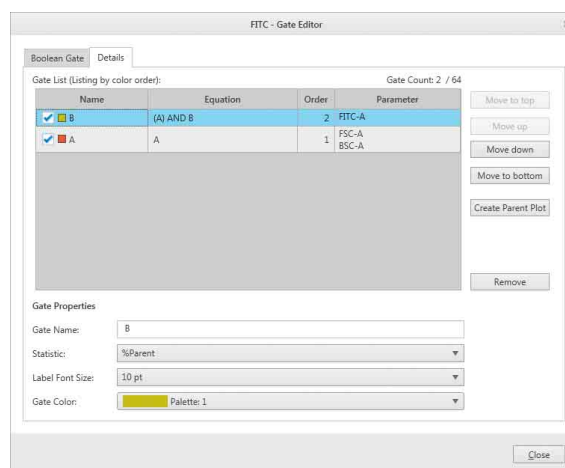 FITC - Gate Editor
Boolean Gate Details
Gate List (Listing by color order): Gate Count: 2 / 64
Name Equation Order Parameter
B (A) AND B 2 FITC-A
A A 1 FSC-A
BSC-A
Move to top
Move up
Move down
Move to bottom
Create Parent Plot
Remove
Gate Properties
Gate Name: B
Statistic: %Parent
Label Font Size: 10 pt
Gate Color: Palette: 1
Close